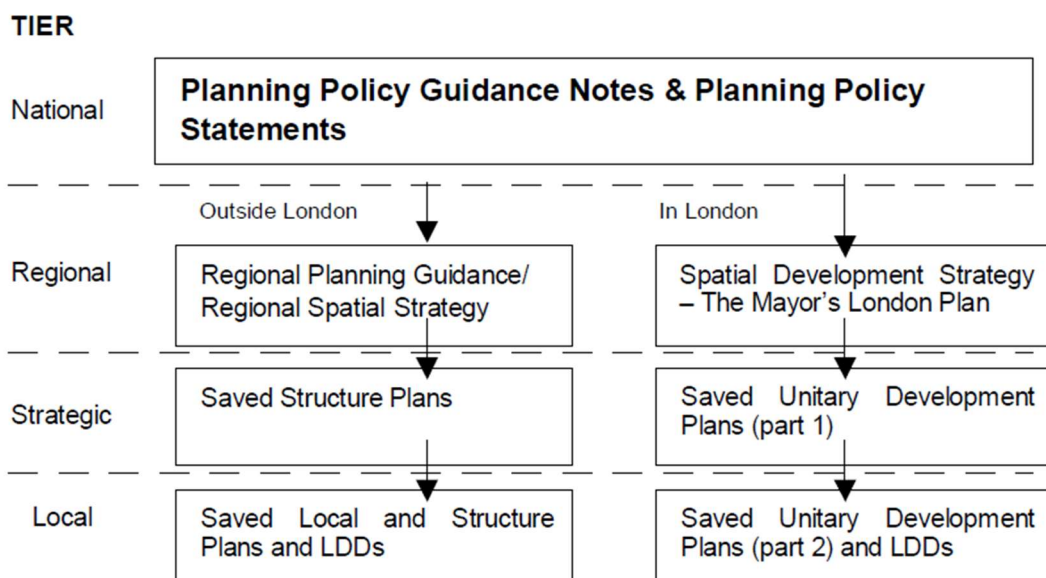 TIER
National
Planning Policy Guidance Notes & Planning Policy
Statements
Outside London
In London
Regional
Regional Planning Guidance/
Regional Spatial Strategy
Spatial Development Strategy
– The Mayor's London Plan
Strategic
Saved Structure Plans
Saved Unitary Development
Plans (part 1)
Local
Saved Local and Structure
Plans and LDDs
Saved Unitary Development
Plans (part 2) and LDDs